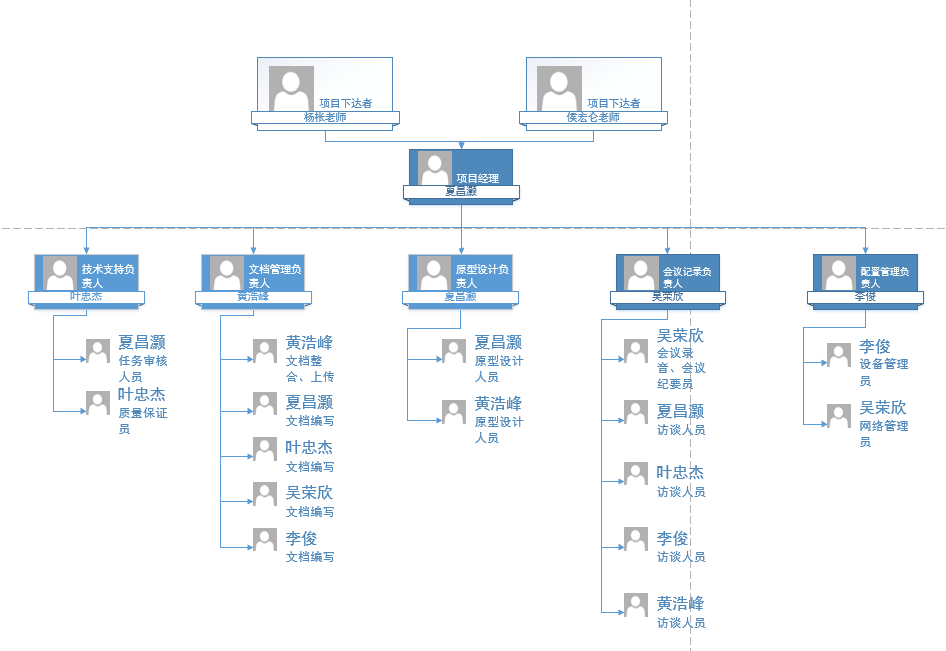 项目下达者
杨枨老师
项目下达者
侯宏仑老师
项目经理
夏昌灏
技术支持负
责人
叶忠杰
夏昌灏
任务审核
人员
叶忠杰
质量保证
员
文档管理负
责人
黄浩峰
黄浩峰
文档整
合、上传
夏昌灏
文档编写
叶忠杰
文档编写
吴荣欣
文档编写
李俊
文档编写
原型设计负
责人
夏昌灏
夏昌灏
原型设计
人员
黄浩峰
原型设计
人员
会议记录负
责人
吴荣欣
吴荣欣
会议录
音、会议
纪要员
夏昌灏
访谈人员
叶忠杰
访谈人员
李俊
访谈人员
黄浩峰
访谈人员
配置管理负
责人
李俊
李俊
设备管理
员
吴荣欣
网络管理
员